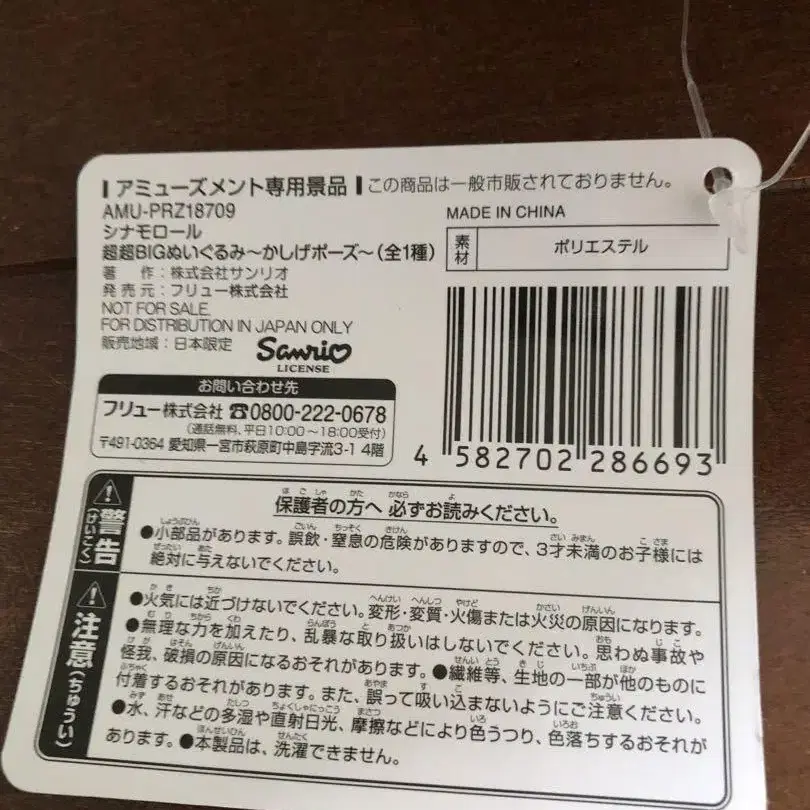 アミューズメント専用景品 この商品は一般市販されておりません。
AMU-PRZ18709
シナモロール
超超BIGぬいぐるみ〜かしげポーズ〜(全1種)
著 作:株式会社サンリオ
発 売 元:フリュー株式会社
NOT FOR SALE.
FOR DISTRIBUTION IN JAPAN ONLY
販売地域:日本限定
Sanrio
LICENSE
MADE IN CHINA
素材 ポリエステル
4 582702 286693
お問い合わせ先
フリュー株式会社 ☎0800-222-0678
(通話無料、平日10:00〜18:00受付)
〒491-0364 愛知県一宮市萩原町中島字流3-1 4階
警告(けいこく)
保護者の方へ 必ずお読みください。
●小部品があります。誤飲・窒息の危険がありますので、3才未満のお子様には
絶対に与えないでください。
注意(ちゅうい)
●火気には近づけないでください。変形・変質・火傷または火災の原因になります。
●無理な力を加えたり、乱暴な取り扱いはしないでください。思わぬ事故や
怪我、破損の原因になるおそれがあります。●繊維等、生地の一部が他のものに
付着するおそれがあります。また、誤って吸い込まないようにご注意ください。
●水、汗などの多湿や直射日光、摩擦などにより色うつり、色落ちするおそれが
あります。●本製品は、洗濯できません。